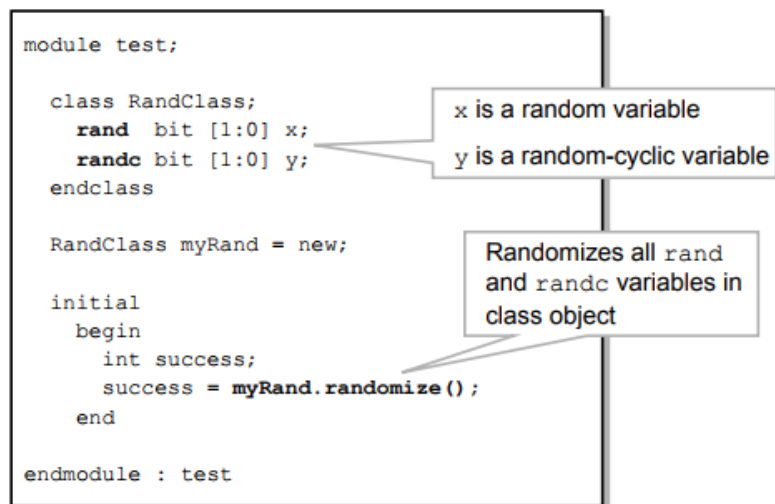 module test;
class RandClass;
rand bit [1:0] x;
randc bit [1:0] y;
endclass
RandClass myRand = new;
initial
begin
int success;
success = myRand.randomize();
end
endmodule : test
x is a random variable
y is a random-cyclic variable
Randomizes all rand
and randc variables in
class object